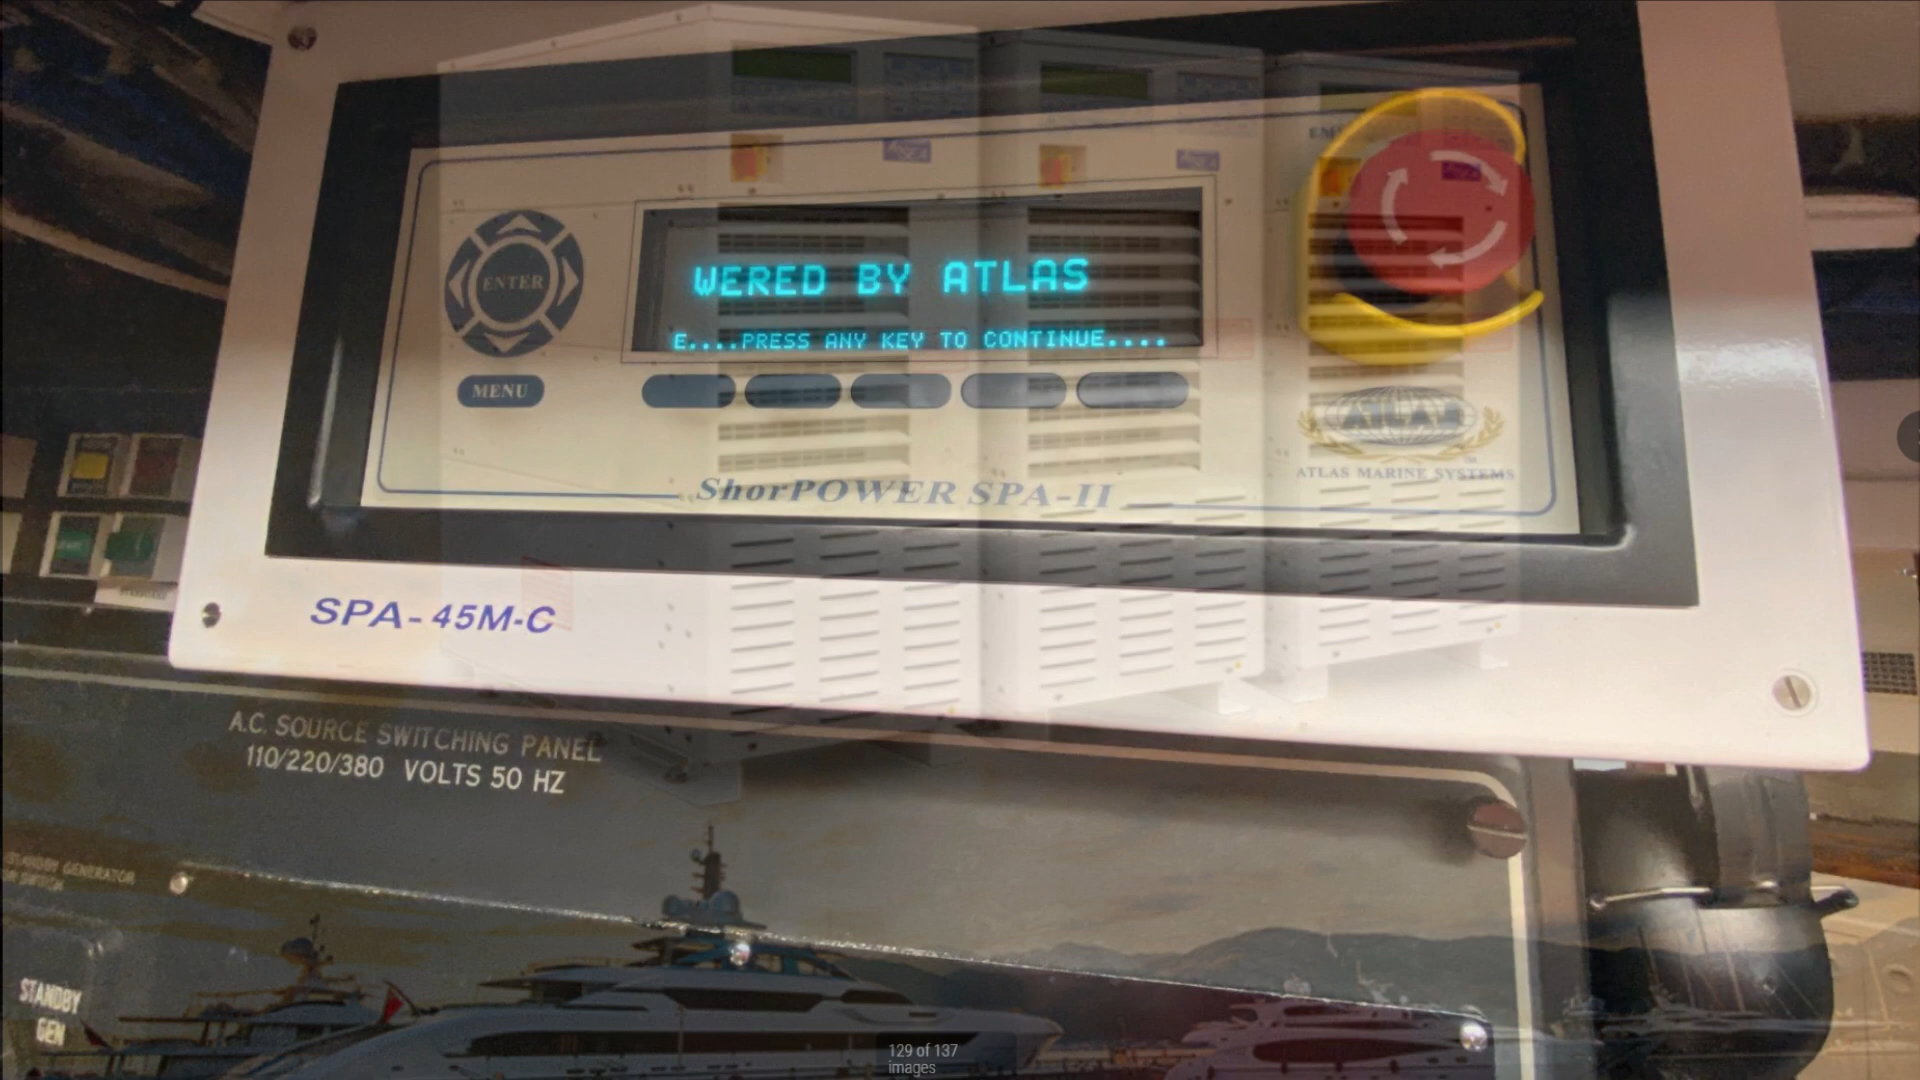 WERED BY ATLAS
E....PRESS ANY KEY TO CONTINUE....
ENTER
MENU
ATLAS
ATLAS MARINE SYSTEMS
ShorPOWER SPA-II
SPA-45M-C
A.C. SOURCE SWITCHING PANEL
110/220/380 VOLTS 50 HZ
STANDBY GENERATOR
SWITCH
STANDBY
GEN
129 of 137
images